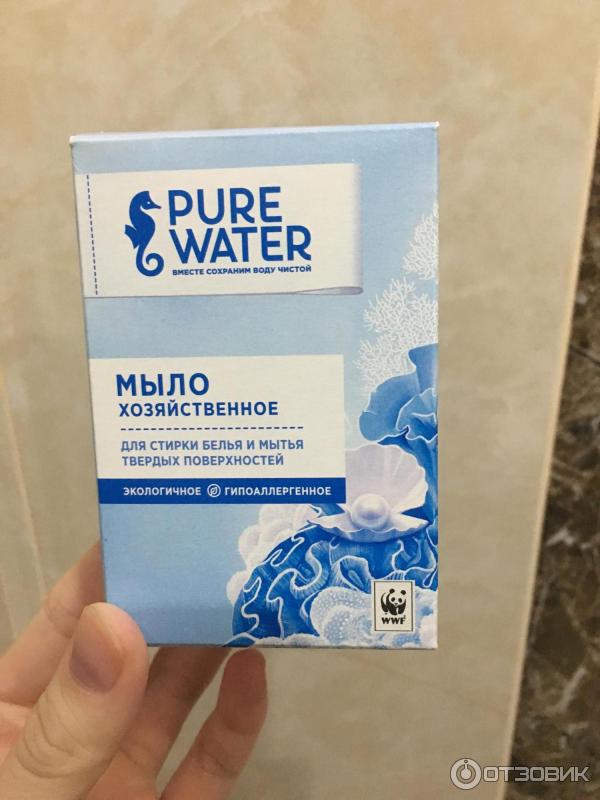 PURE
WATER
ВМЕСТЕ СОХРАНИМ ВОДУ ЧИСТОЙ
МЫЛО
ХОЗЯЙСТВЕННОЕ
ДЛЯ СТИРКИ БЕЛЬЯ И МЫТЬЯ
ТВЕРДЫХ ПОВЕРХНОСТЕЙ
ЭКОЛОГИЧНОЕ ГИПОАЛЛЕРГЕННОЕ
WWF
ОТЗОВИК